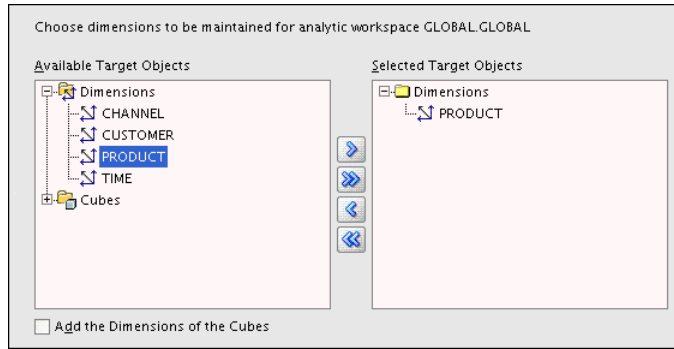 Choose dimensions to be maintained for analytic workspace GLOBAL.GLOBAL
Available Target Objects
Dimensions
CHANNEL
CUSTOMER
PRODUCT
TIME
Cubes
Selected Target Objects
Dimensions
PRODUCT
Add the Dimensions of the Cubes